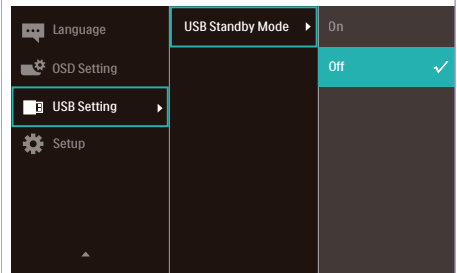 Language
OSD Setting
USB Setting
Setup
USB Standby Mode
On
Off